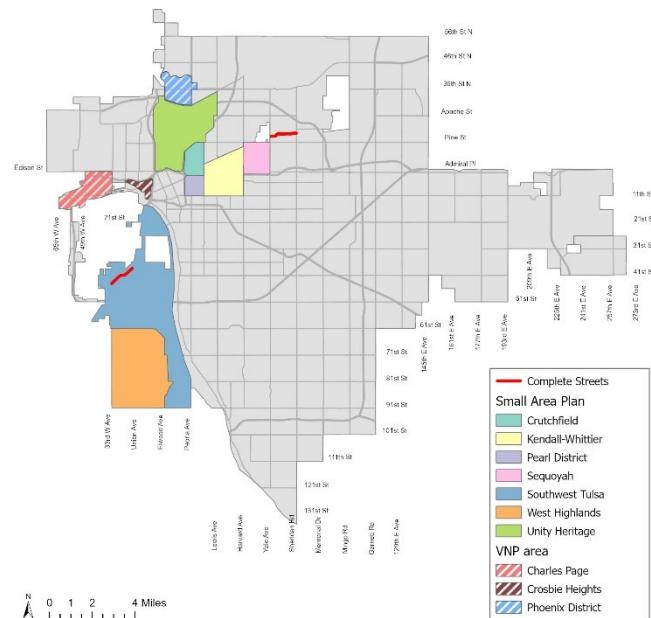 56th St N
46th St N
36th St N
Apache St
Pine St
Admiral Pl
Edison St
11th St
21st St
31st St
41st St
21st St
65th W Ave
49th W Ave
51st St
209th E Ave
225th E Ave
241st E Ave
257th E Ave
273rd E Ave
61st St
145th E Ave
161st E Ave
177th E Ave
193rd E Ave
71st St
81st St
91st St
101st St
33rd W Ave
Union Ave
Elwood Ave
Peoria Ave
111th St
121st St
131st St
Lewis Ave
Harvard Ave
Yale Ave
Sheridan Rd
Memorial Dr
Mingo Rd
Garnett Rd
129th E Ave
Complete Streets
Small Area Plan
Crutchfield
Kendall-Whittier
Pearl District
Sequoyah
Southwest Tulsa
West Highlands
Unity Heritage
VNP area
Charles Page
Crosbie Heights
Phoenix District
N
0 1 2 4 Miles